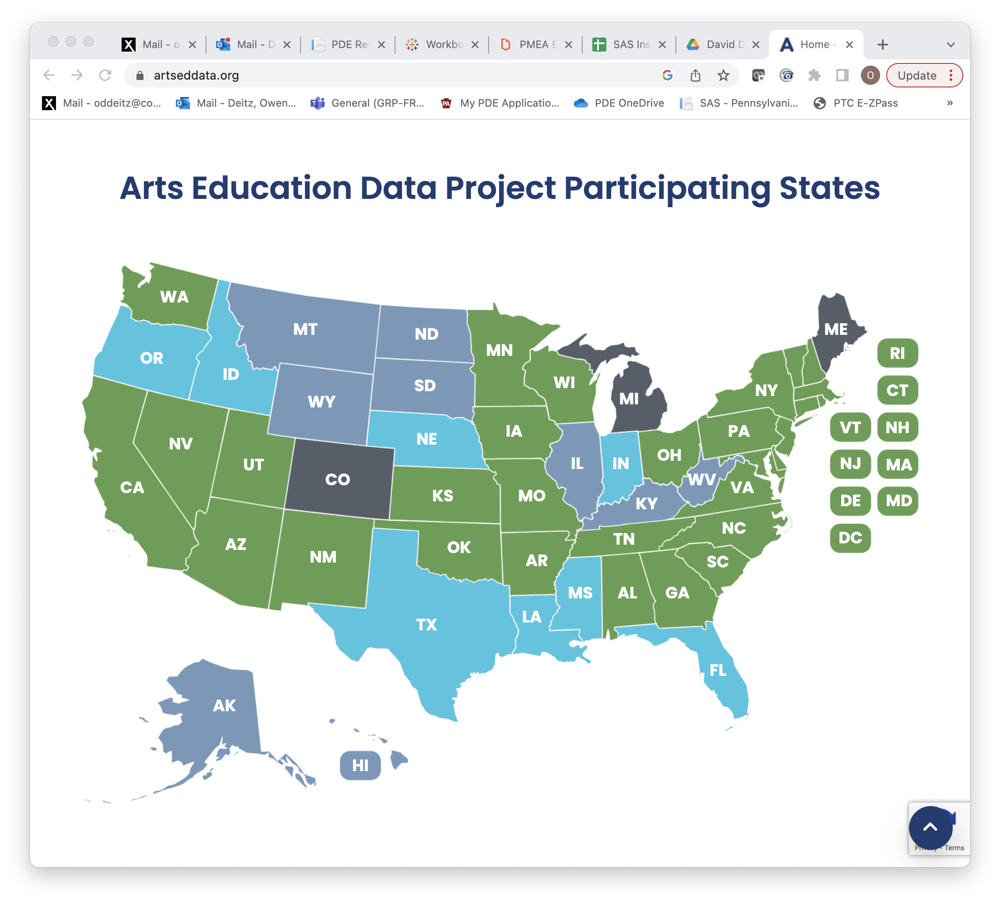 Mail - o
Mail - D
PDE Re
Workbo
PMEA E
SAS Ins
David D
Home -
artseddata.org
Update
Mail - oddeitz@co...
Mail - Deitz, Owen...
General (GRP-FR...
My PDE Applicatio...
PDE OneDrive
SAS - Pennsylvani...
PTC E-ZPass
Arts Education Data Project Participating States
WA
MT
ND
MN
ME
OR
ID
RI
WY
SD
WI
MI
NY
CT
NV
NE
IA
PA
VT
NH
UT
CO
IL
IN
OH
WV
NJ
MA
CA
KS
MO
KY
VA
DE
MD
AZ
NM
OK
AR
TN
NC
DC
SC
TX
LA
MS
AL
GA
FL
AK
HI
Privacy - Terms